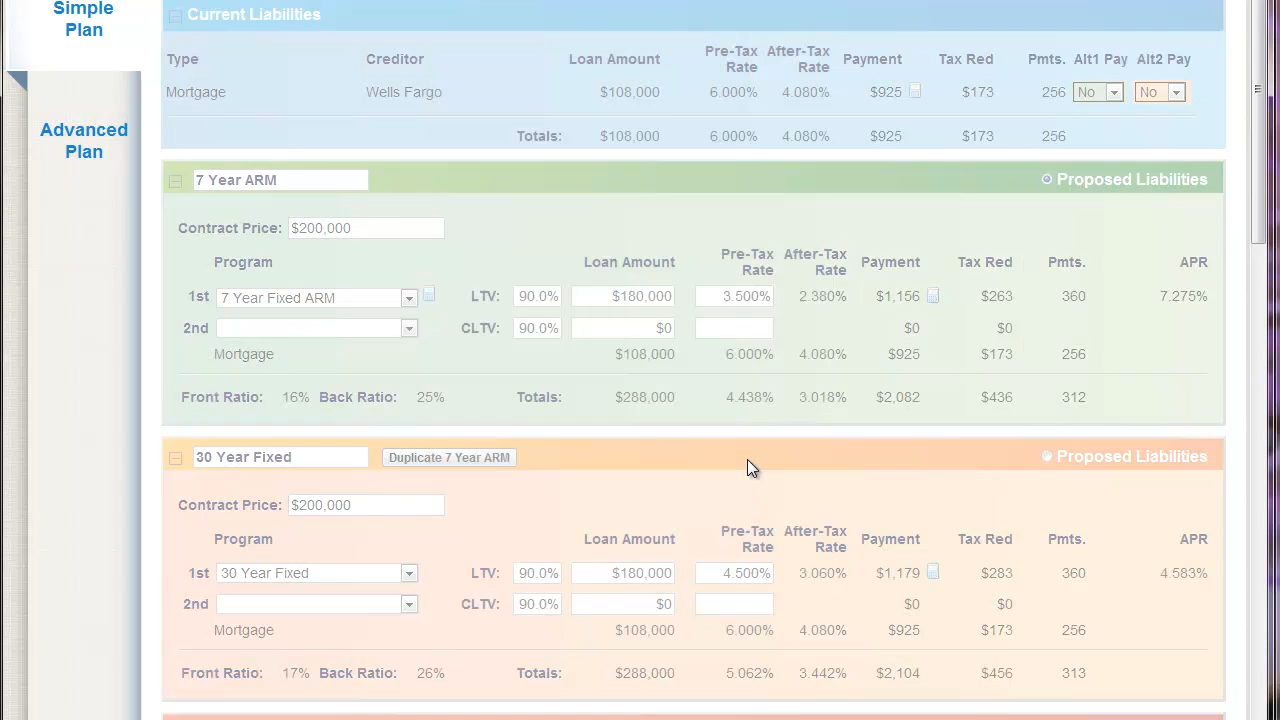 Simple
Plan
Advanced
Plan
Current Liabilities
Type Creditor Loan Amount Pre-Tax Rate After-Tax Rate Payment Tax Red Pmts. Alt1 Pay Alt2 Pay
Mortgage Wells Fargo $108,000 6.000% 4.080% $925 $173 256 No No
Totals: $108,000 6.000% 4.080% $925 $173 256
7 Year ARM Proposed Liabilities
Contract Price: $200,000
Program Loan Amount Pre-Tax Rate After-Tax Rate Payment Tax Red Pmts. APR
1st 7 Year Fixed ARM LTV: 90.0% $180,000 3.500% 2.380% $1,156 $263 360 7.275%
2nd CLTV: 90.0% $0 $0 $0
Mortgage $108,000 6.000% 4.080% $925 $173 256
Front Ratio: 16% Back Ratio: 25% Totals: $288,000 4.438% 3.018% $2,082 $436 312
30 Year Fixed Duplicate 7 Year ARM Proposed Liabilities
Contract Price: $200,000
Program Loan Amount Pre-Tax Rate After-Tax Rate Payment Tax Red Pmts. APR
1st 30 Year Fixed LTV: 90.0% $180,000 4.500% 3.060% $1,179 $283 360 4.583%
2nd CLTV: 90.0% $0 $0 $0
Mortgage $108,000 6.000% 4.080% $925 $173 256
Front Ratio: 17% Back Ratio: 26% Totals: $288,000 5.062% 3.442% $2,104 $456 313